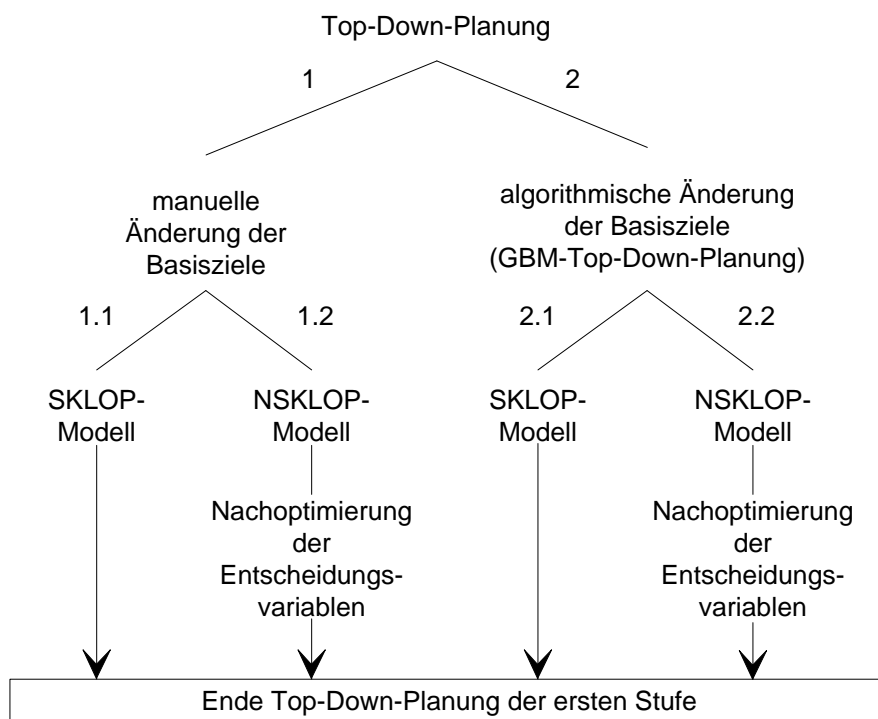 Top-Down-Planung
1
2
manuelle
Änderung der
Basisziele
algorithmische Änderung
der Basisziele
(GBM-Top-Down-Planung)
1.1
1.2
2.1
2.2
SKLOP-
Modell
NSKLOP-
Modell
SKLOP-
Modell
NSKLOP-
Modell
Nachoptimierung
der
Entscheidungs-
variablen
Nachoptimierung
der
Entscheidungs-
variablen
Ende Top-Down-Planung der ersten Stufe